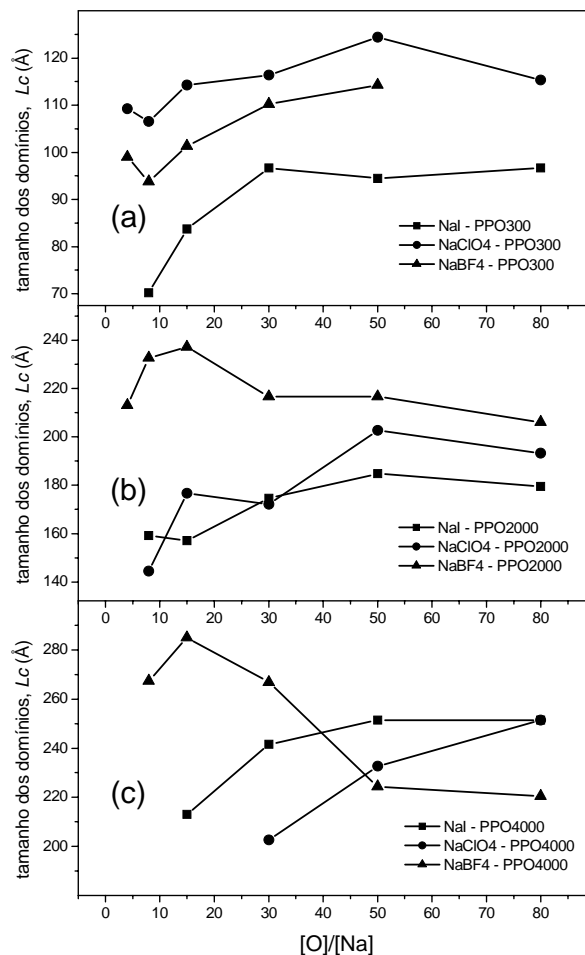 tamanho dos domínios, Lc (Å)
120
110
100
90
80
70
(a)
NaI - PPO300
NaClO4 - PPO300
NaBF4 - PPO300
0 10 20 30 40 50 60 70 80
tamanho dos domínios, Lc (Å)
240
220
200
180
160
140
(b)
NaI - PPO2000
NaClO4 - PPO2000
NaBF4 - PPO2000
0 10 20 30 40 50 60 70 80
tamanho dos domínios, Lc (Å)
280
260
240
220
200
(c)
NaI - PPO4000
NaClO4 - PPO4000
NaBF4 - PPO4000
0 10 20 30 40 50 60 70 80
[O]/[Na]